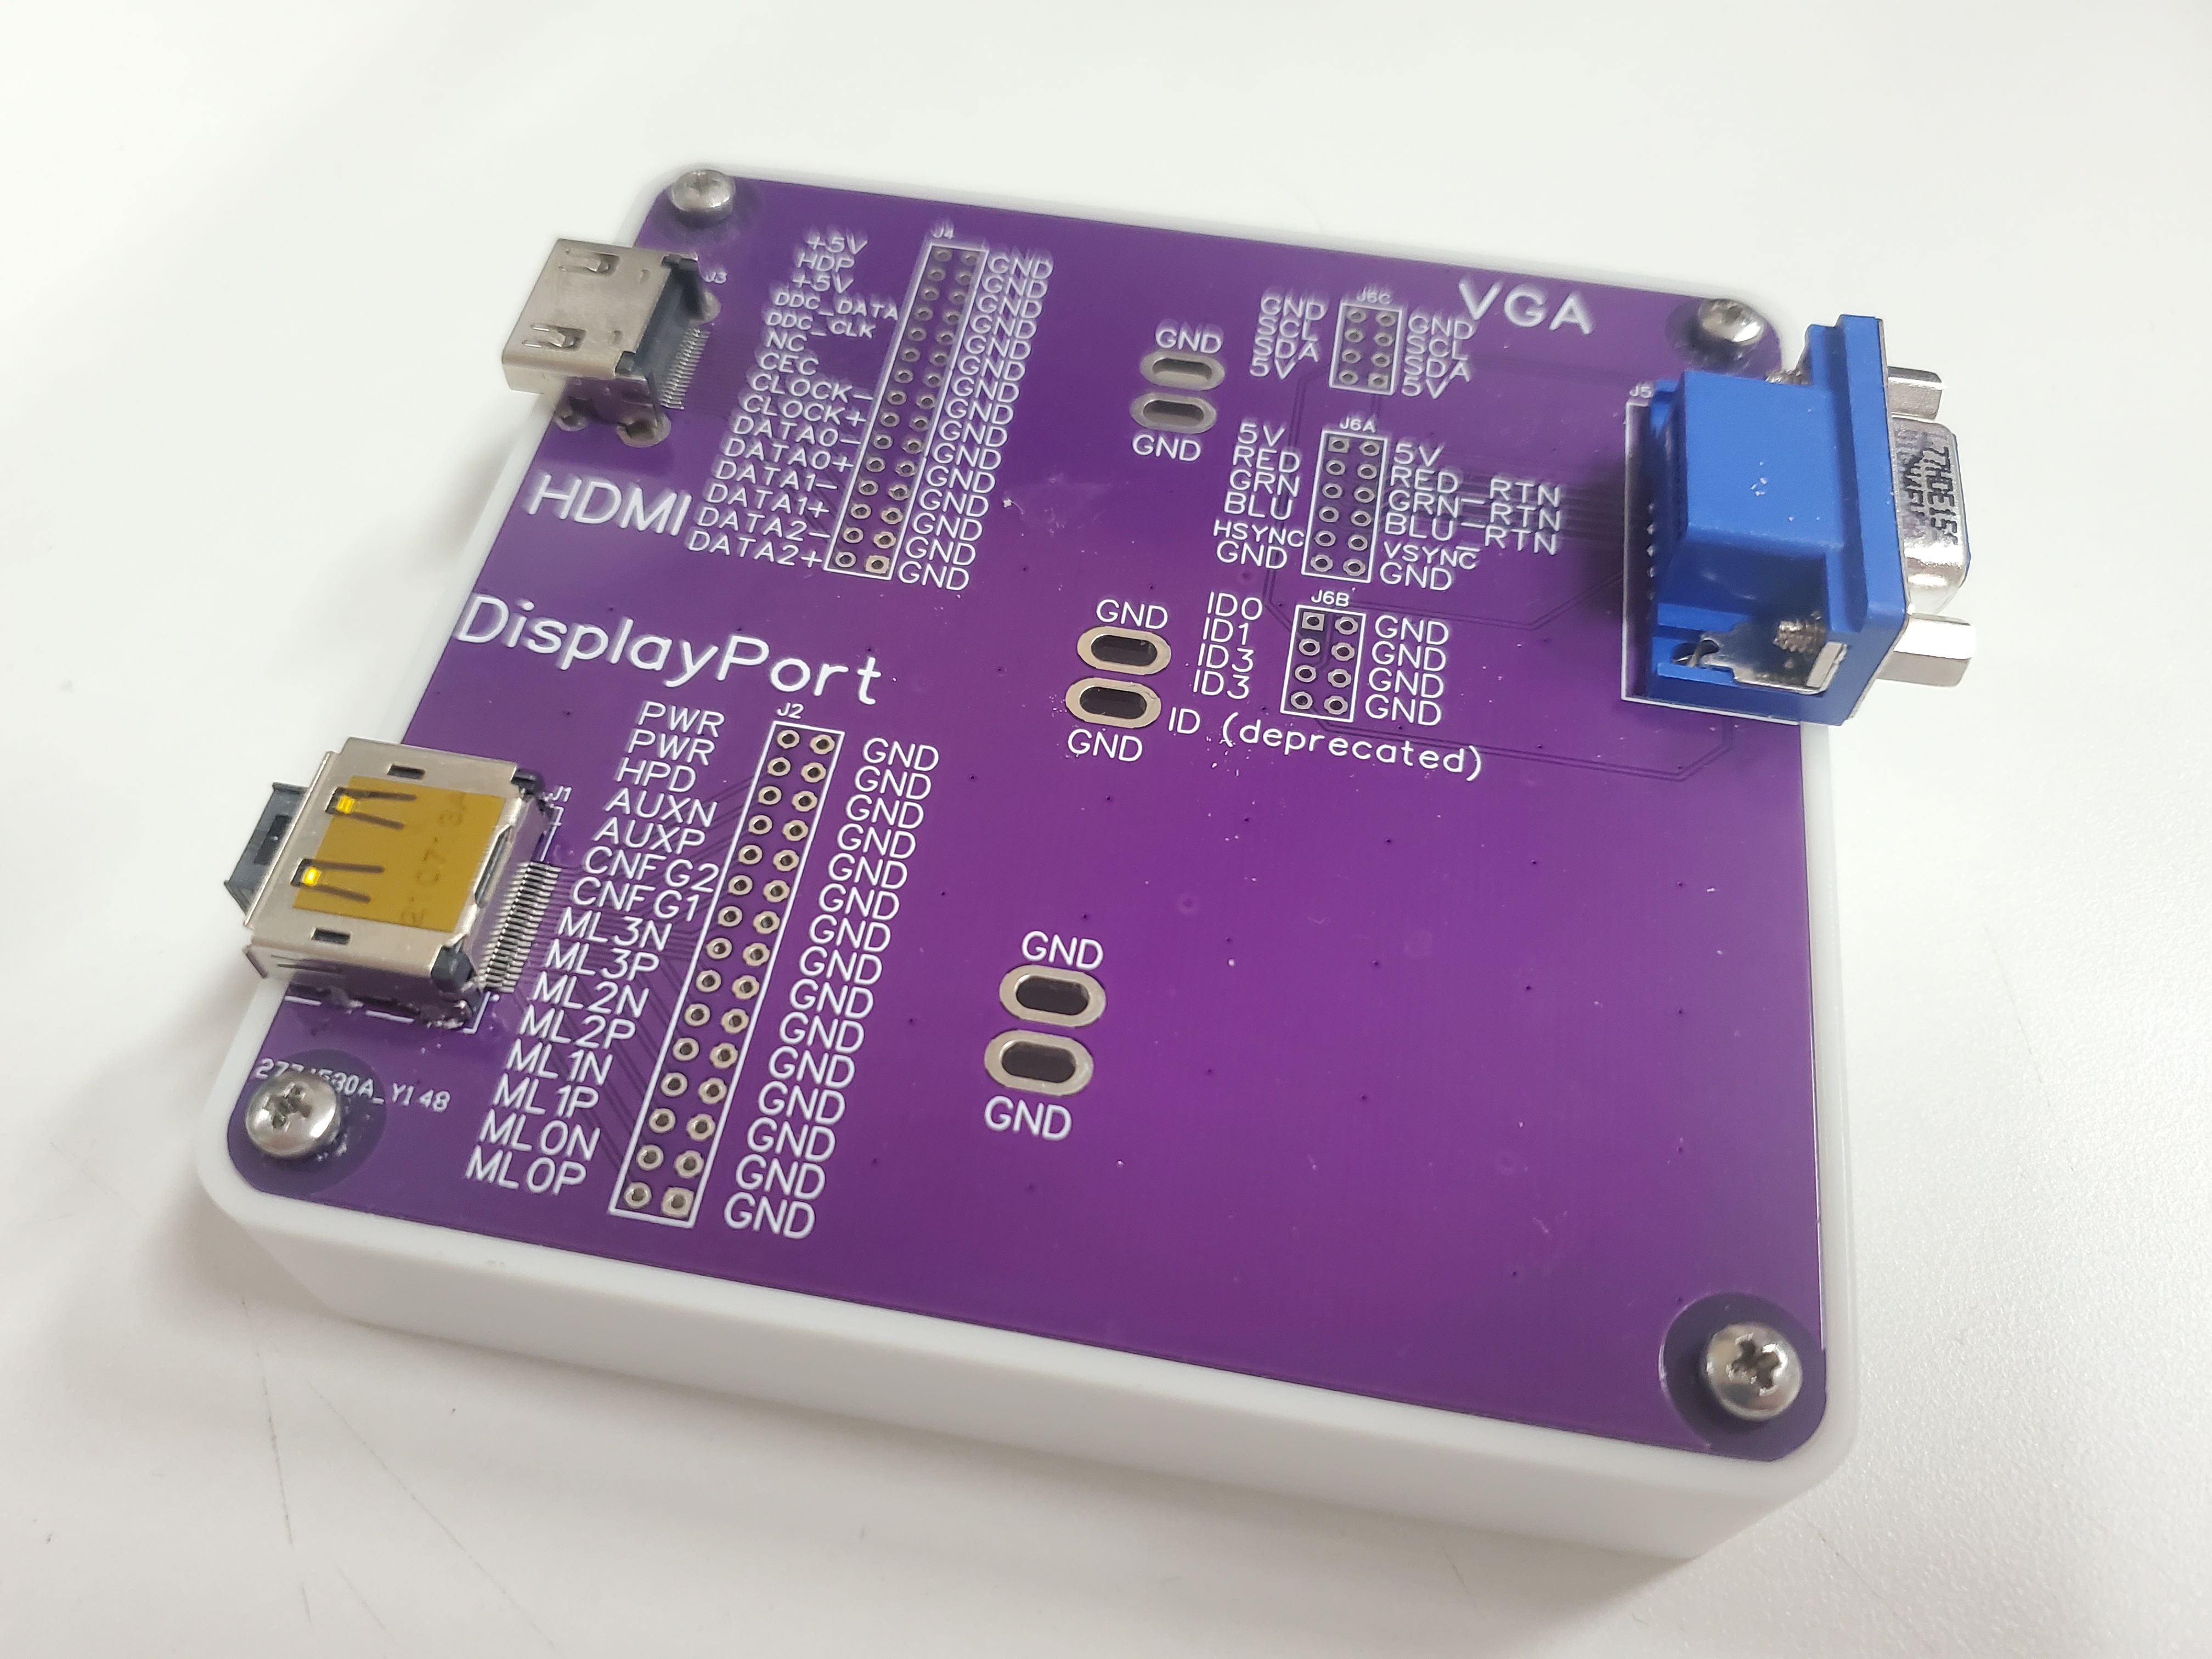 J4
+5V GND
HDP GND
+5V GND
DDC_DATA GND
DDC_CLK GND
NC GND
CEC GND
CLOCK- GND
CLOCK+ GND
DATA0- GND
DATA0+ GND
DATA1- GND
DATA1+ GND
DATA2- GND
DATA2+ GND
J3
HDMI
DisplayPort
J2
PWR GND
PWR GND
HPD GND
AUXN GND
AUXP GND
CNFG2 GND
CNFG1 GND
ML3N GND
ML3P GND
ML2N GND
ML2P GND
ML1N GND
ML1P GND
ML0N GND
ML0P GND
J1
GND
GND
GND
GND
GND
GND
VGA
J6C
GND GND
SCL SCL
SDA SDA
5V 5V
J5
J6A
5V 5V
RED RED_RTN
GRN GRN_RTN
BLU BLU_RTN
HSYNC VSYNC
GND GND
J6B
ID0 GND
ID1 GND
ID3 GND
ID3 GND
ID (deprecated)